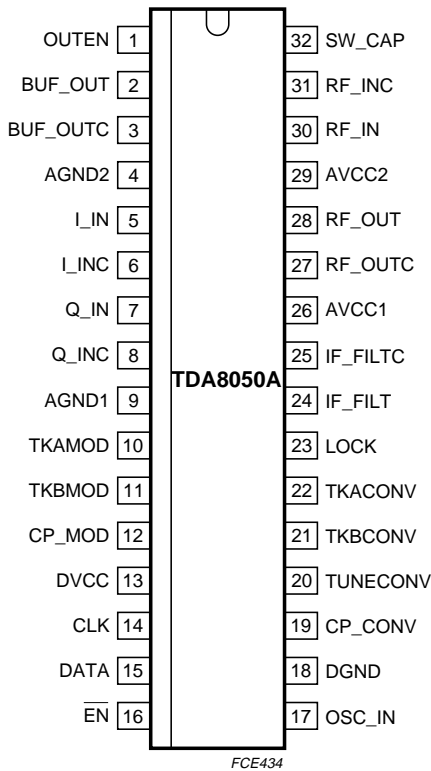 OUTEN 1 32 SW_CAP
BUF_OUT 2 31 RF_INC
BUF_OUTC 3 30 RF_IN
AGND2 4 29 AVCC2
I_IN 5 28 RF_OUT
I_INC 6 27 RF_OUTC
Q_IN 7 26 AVCC1
Q_INC 8 25 IF_FILTC
TDA8050A
AGND1 9 24 IF_FILT
TKAMOD 10 23 LOCK
TKBMOD 11 22 TKACONV
CP_MOD 12 21 TKBCONV
DVCC 13 20 TUNECONV
CLK 14 19 CP_CONV
DATA 15 18 DGND
EN 16 17 OSC_IN
FCE434